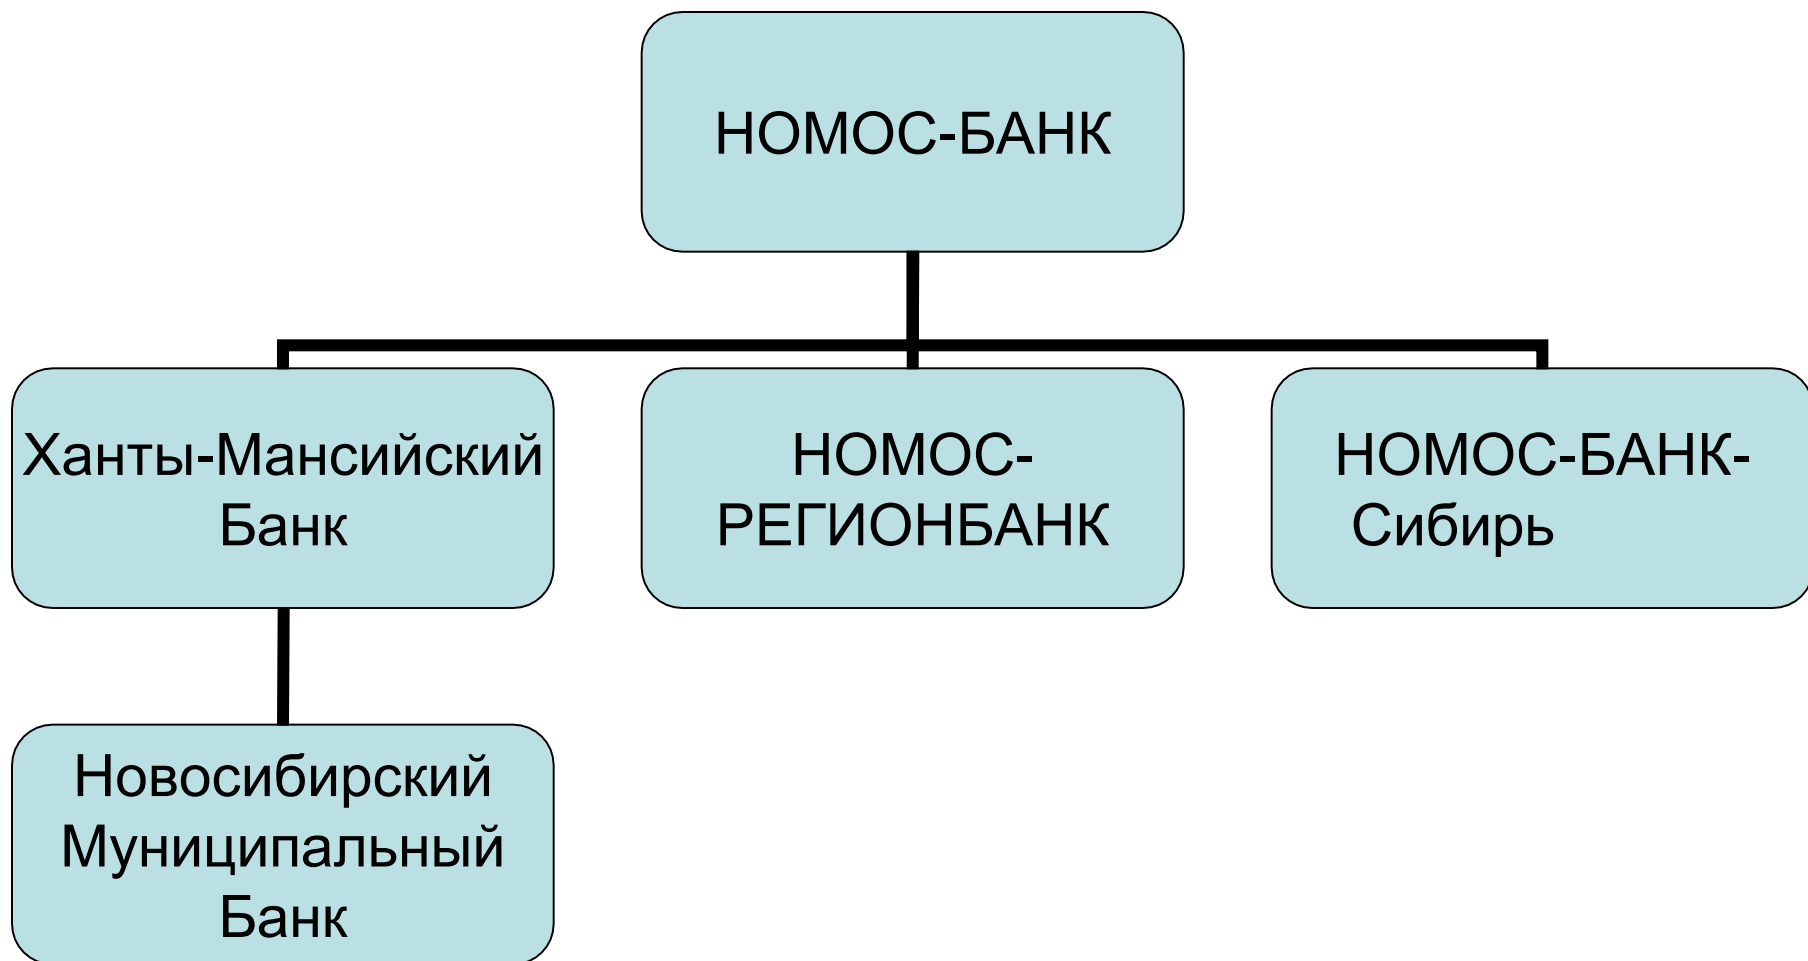 НОМОС-БАНК
Ханты-Мансийский
Банк
НОМОС-
РЕГИОНБАНК
НОМОС-БАНК-
Сибирь
Новосибирский
Муниципальный
Банк